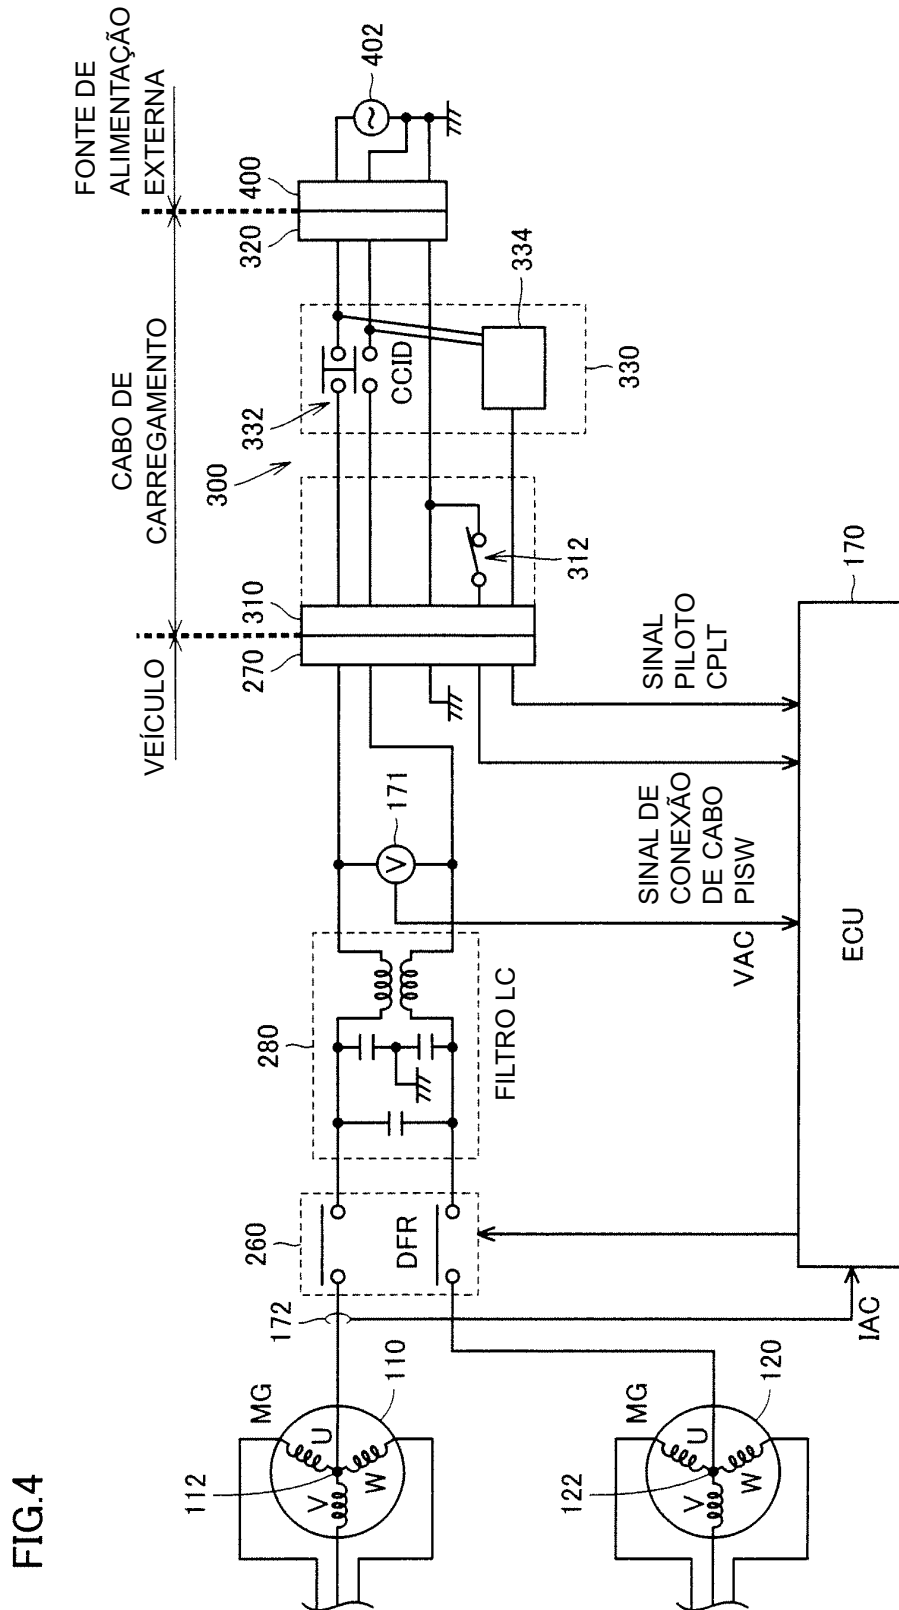 FIG.4
VEÍCULO
CABO DE
CARREGAMENTO
FONTE DE
ALIMENTAÇÃO
EXTERNA
112
MG
U
V
W
110
172
260
DFR
280
FILTRO LC
V
171
270
310
300
312
332
CCID
330
334
320
400
402
122
MG
U
V
W
120
IAC
VAC
SINAL DE
CONEXÃO
DE CABO
PISW
SINAL
PILOTO
CPLT
ECU
170